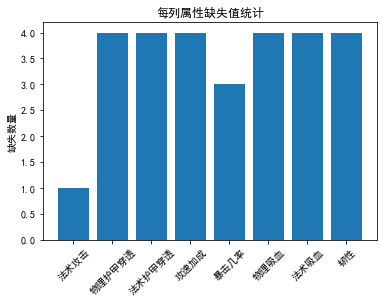 每列属性缺失值统计
缺失数量
4.0
3.5
3.0
2.5
2.0
1.5
1.0
0.5
0.0
法术攻击
物理护甲穿透
法术护甲穿透
攻速加成
暴击几率
物理吸血
法术吸血
韧性